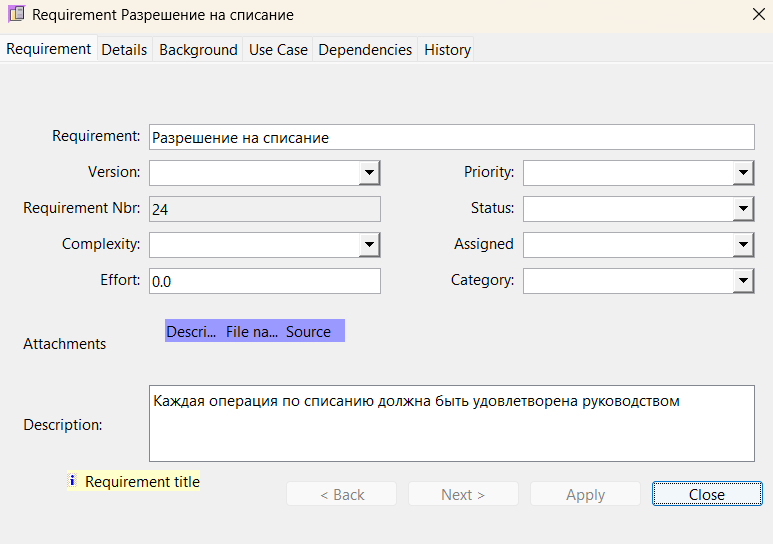 Requirement Разрешение на списание
Requirement Details Background Use Case Dependencies History
Requirement: Разрешение на списание
Version: Priority:
Requirement Nbr: 24 Status:
Complexity: Assigned
Effort: 0.0 Category:
Descri... File na... Source
Attachments
Каждая операция по списанию должна быть удовлетворена руководством
Description:
i Requirement title
< Back Next > Apply Close